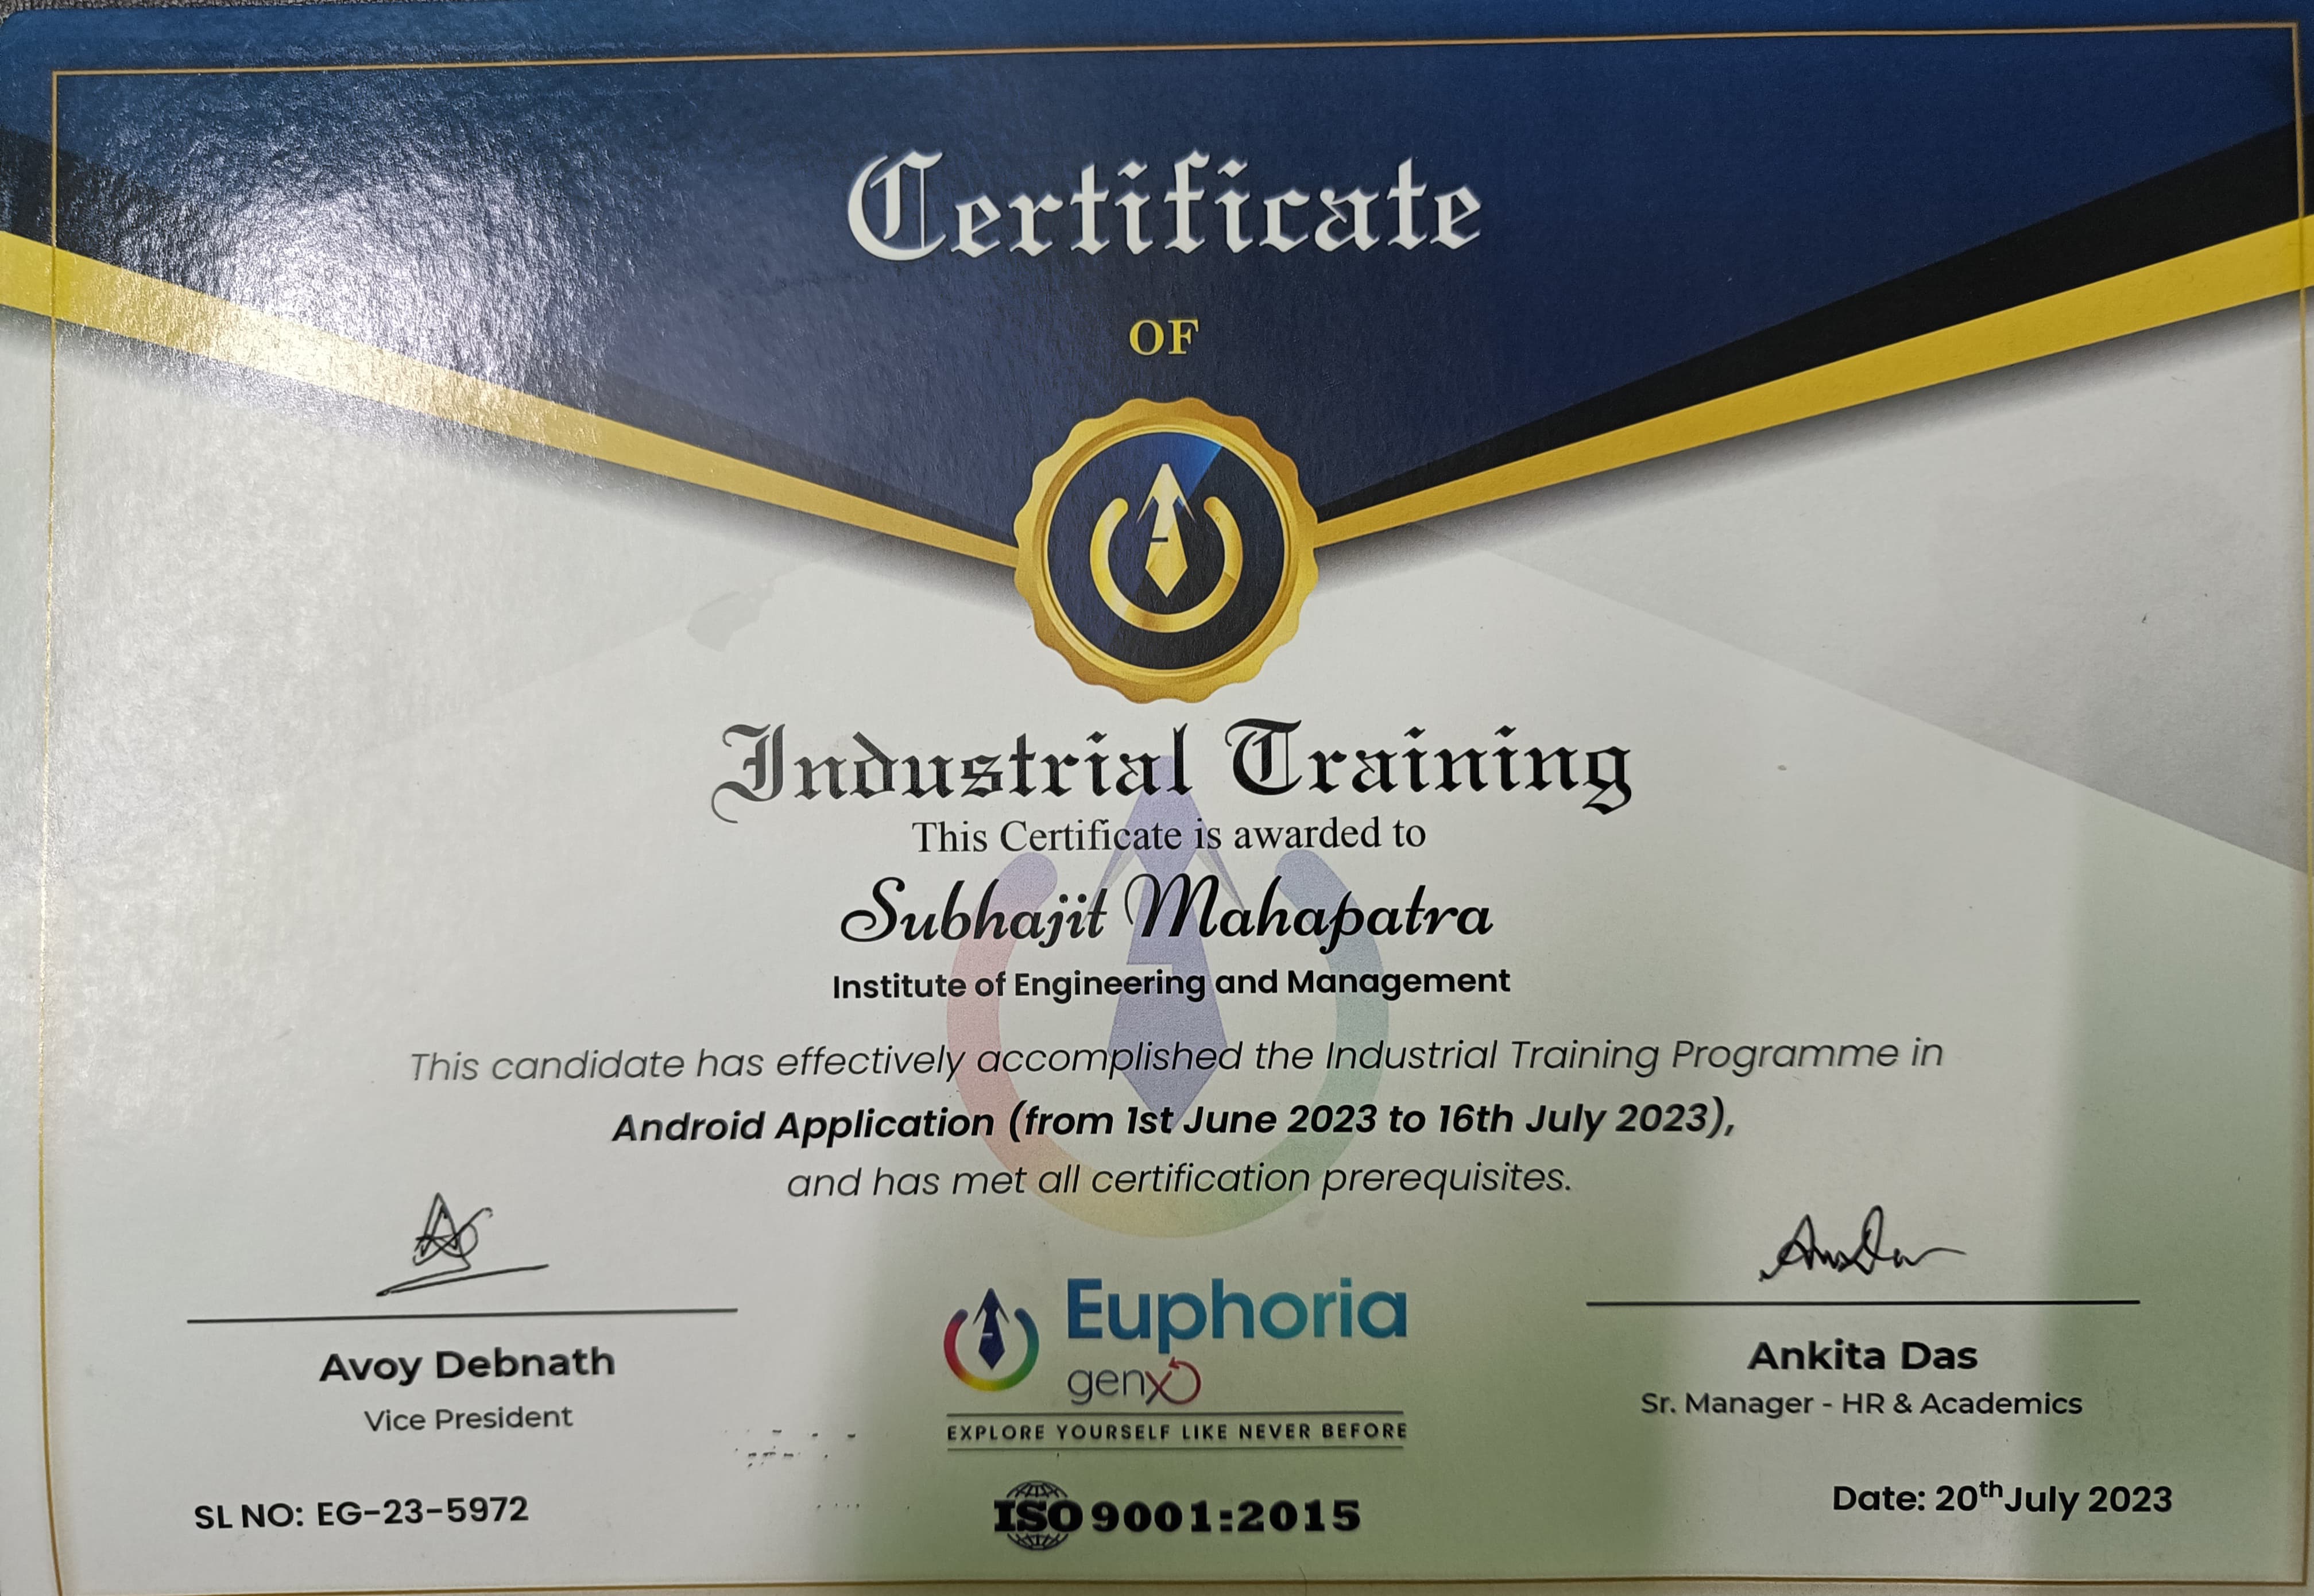 Certificate
OF
Industrial Training
This Certificate is awarded to
Subhajit Mahapatra
Institute of Engineering and Management
This candidate has effectively accomplished the Industrial Training Programme in
Android Application (from 1st June 2023 to 16th July 2023),
and has met all certification prerequisites.
Avoy Debnath
Vice President
SL NO: EG-23-5972
Euphoria
genx
EXPLORE YOURSELF LIKE NEVER BEFORE
ISO 9001:2015
Ankita Das
Sr. Manager - HR & Academics
Date: 20th July 2023